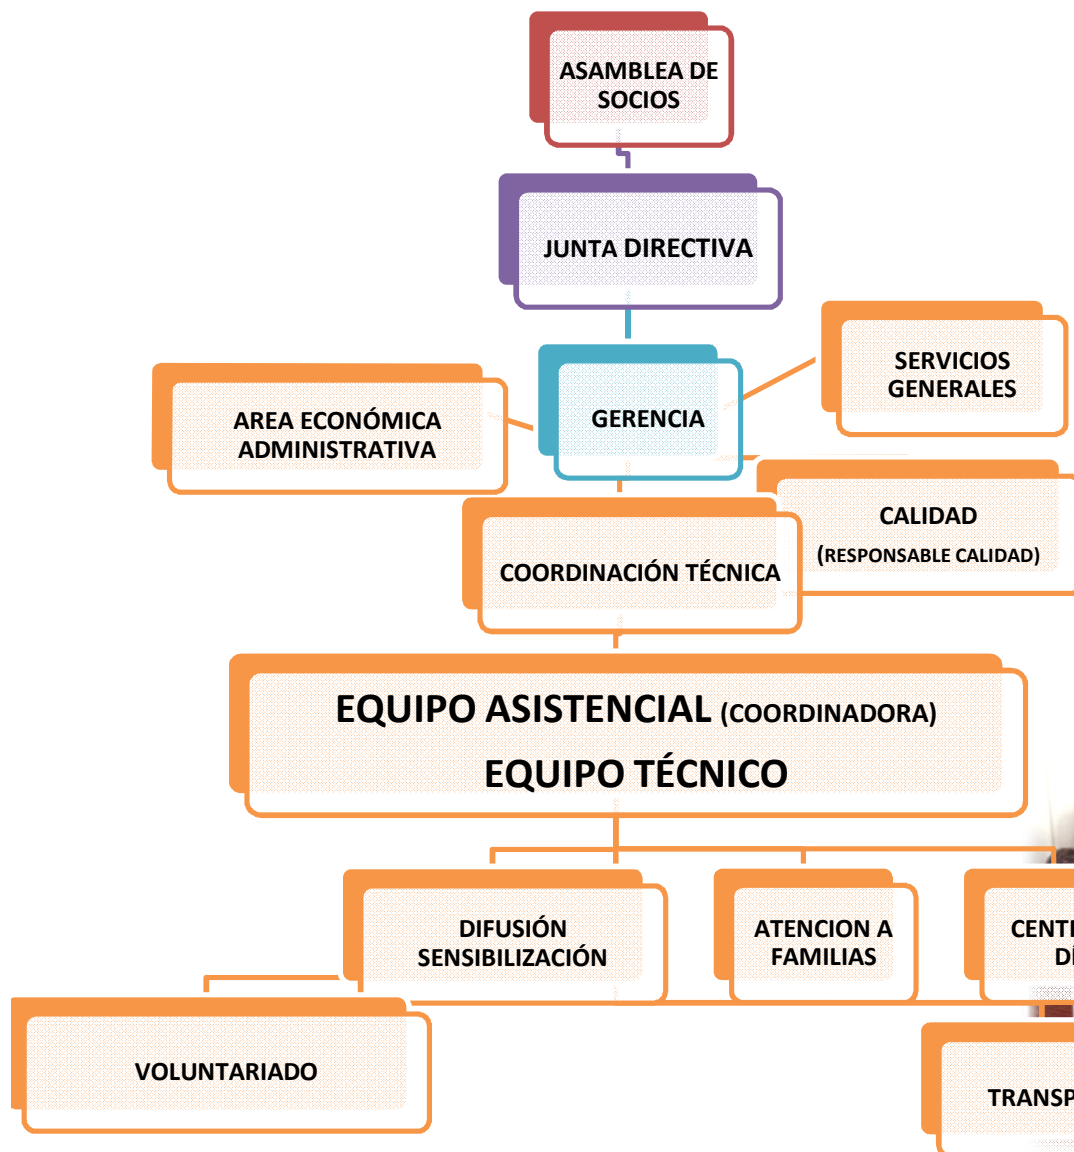 ASAMBLEA DE
SOCIOS
JUNTA DIRECTIVA
SERVICIOS
GENERALES
AREA ECONÓMICA
ADMINISTRATIVA
GERENCIA
CALIDAD
(RESPONSABLE CALIDAD)
COORDINACIÓN TÉCNICA
EQUIPO ASISTENCIAL (COORDINADORA)
EQUIPO TÉCNICO
DIFUSIÓN
SENSIBILIZACIÓN
ATENCION A
FAMILIAS
VOLUNTARIADO